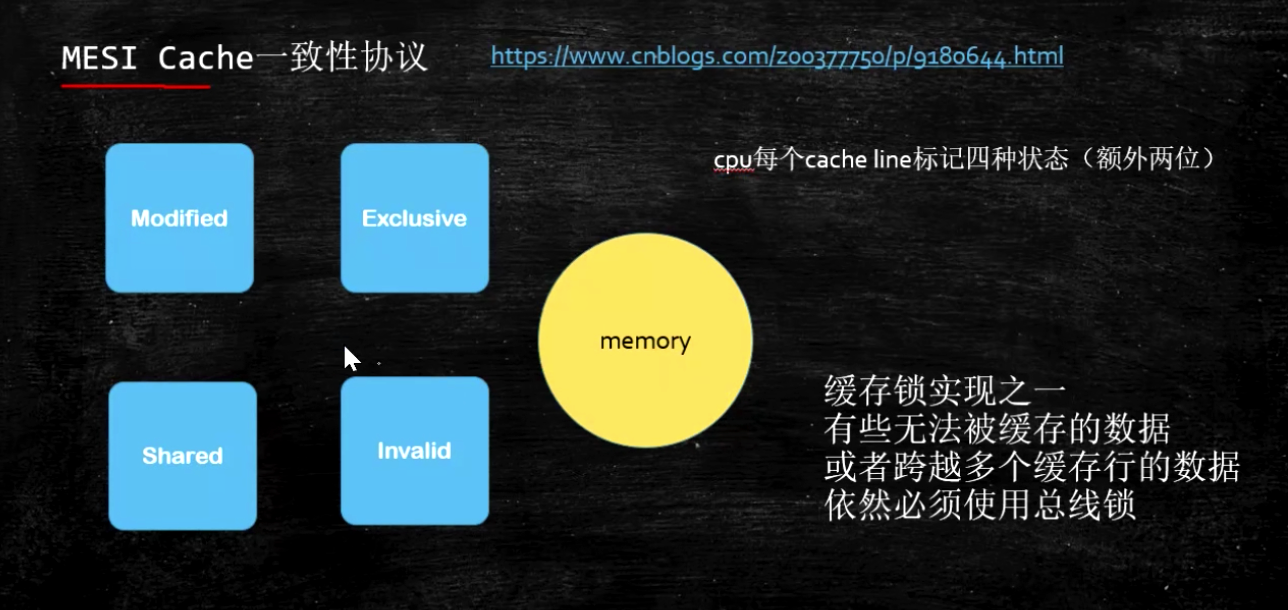 MESI Cache一致性协议
https://www.cnblogs.com/z00377750/p/9180644.html
cpu每个cache line标记四种状态（额外两位）
Modified
Exclusive
memory
Shared
Invalid
缓存锁实现之一
有些无法被缓存的数据
或者跨越多个缓存行的数据
依然必须使用总线锁